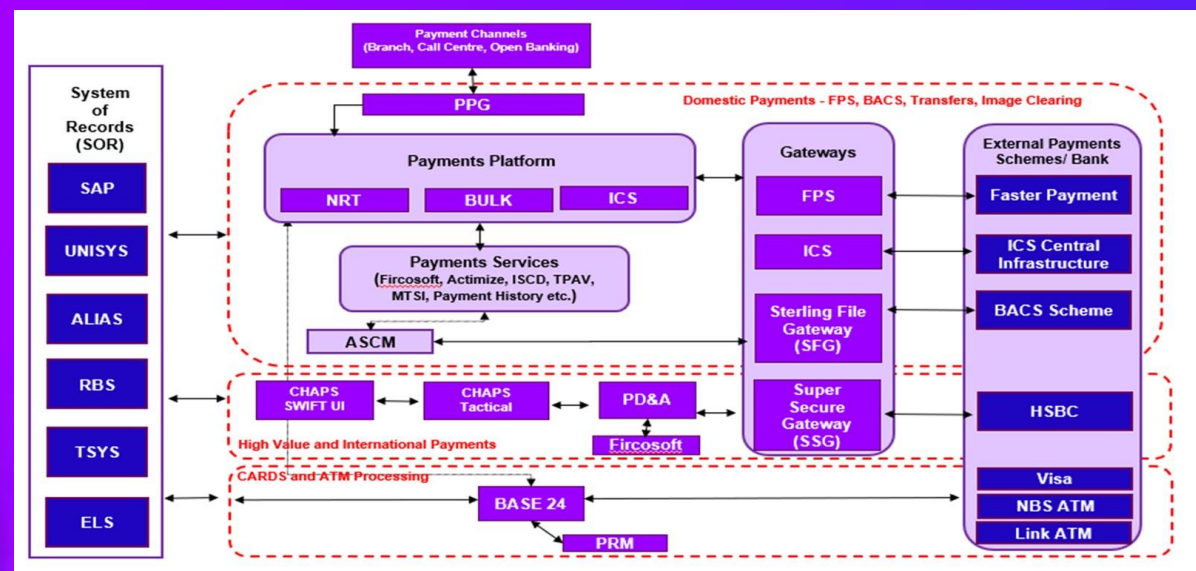 Payment Channels
(Branch, Call Centre, Open Banking)
PPG
Domestic Payments - FPS, BACS, Transfers, Image Clearing
System
of
Records
(SOR)
SAP
UNISYS
ALIAS
RBS
TSYS
ELS
Payments Platform
NRT
BULK
ICS
Payments Services
(Fircosoft, Actimize, ISCD, TPAV,
MTSI, Payment History etc.)
ASCM
Gateways
FPS
ICS
Sterling File
Gateway
(SFG)
Super
Secure
Gateway
(SSG)
External Payments
Schemes/ Bank
Faster Payment
ICS Central
Infrastructure
BACS Scheme
HSBC
Visa
NBS ATM
Link ATM
CHAPS
SWIFT UI
CHAPS
Tactical
PD&A
Fircosoft
High Value and International Payments
CARDS and ATM Processing
BASE 24
PRM